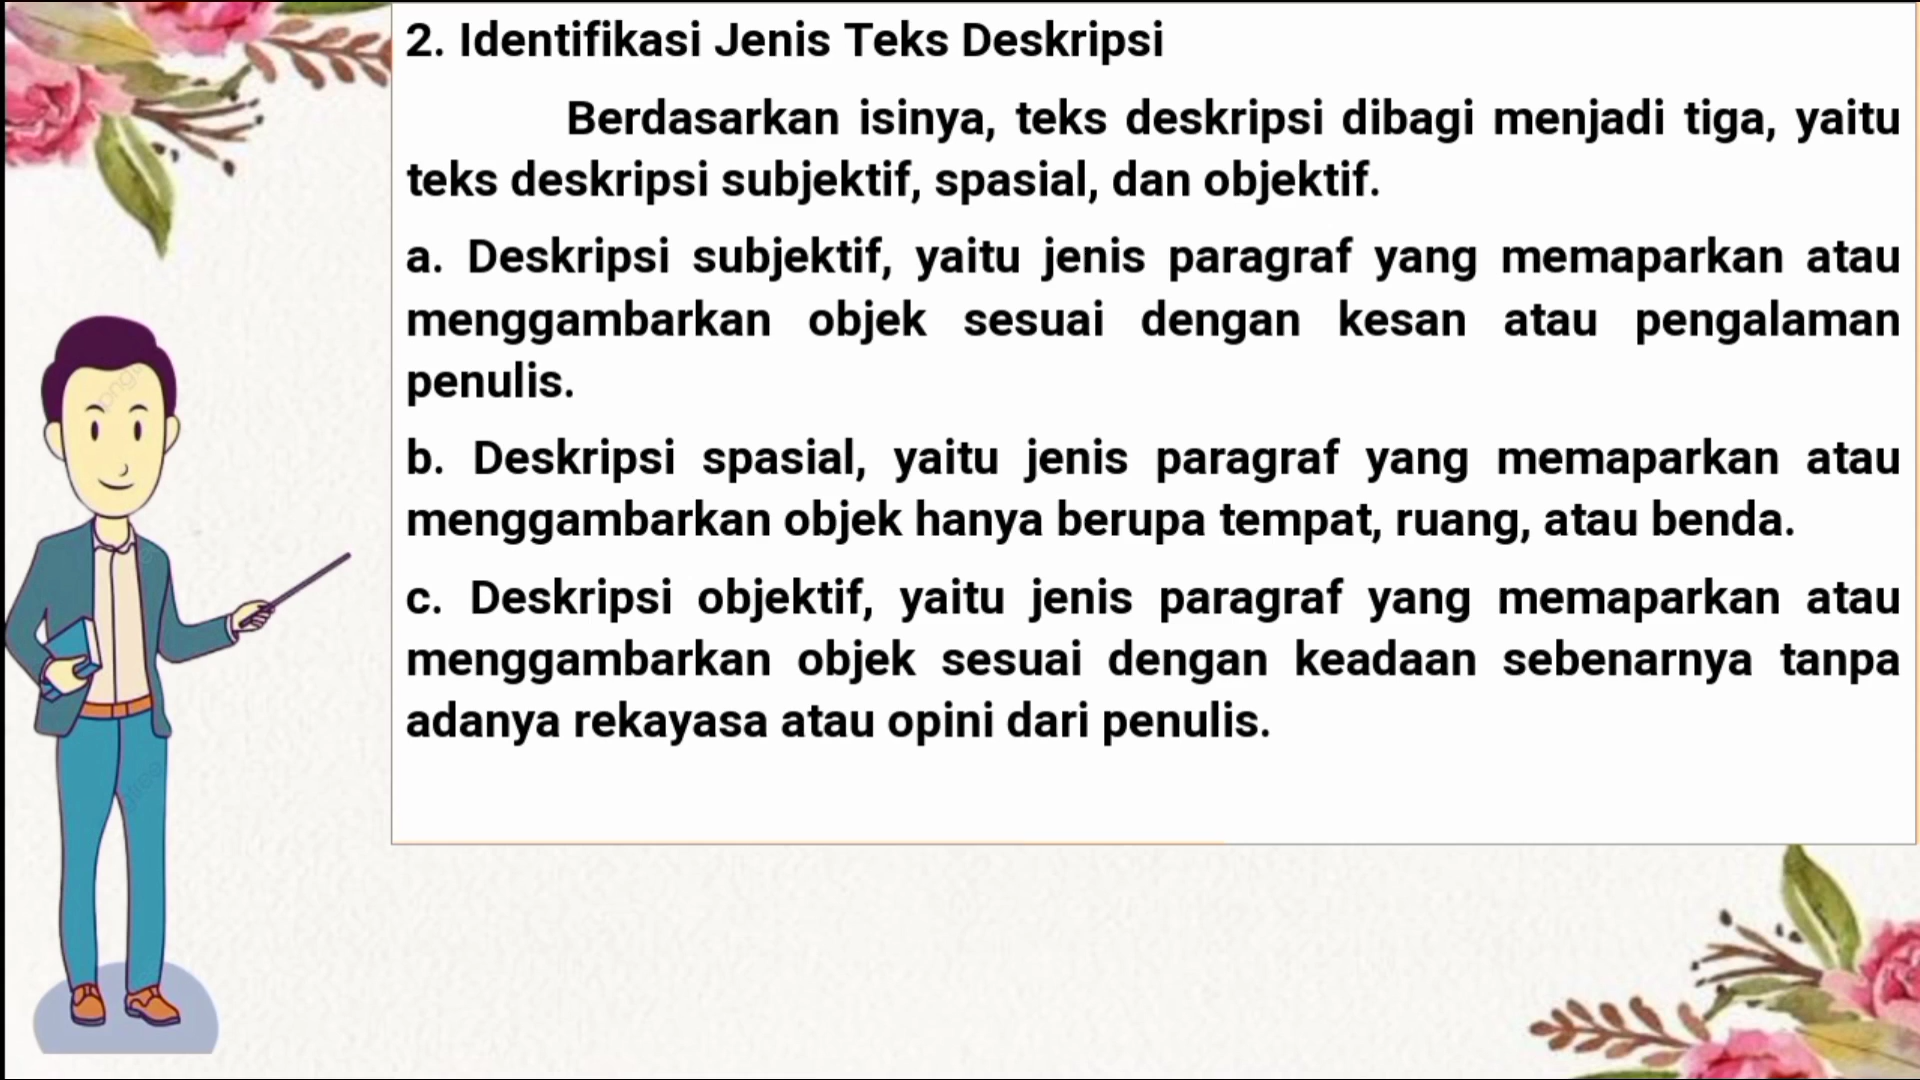 2. Identifikasi Jenis Teks Deskripsi
Berdasarkan isinya, teks deskripsi dibagi menjadi tiga, yaitu
teks deskripsi subjektif, spasial, dan objektif.
a. Deskripsi subjektif, yaitu jenis paragraf yang memaparkan atau
menggambarkan objek sesuai dengan kesan atau pengalaman
penulis.
b. Deskripsi spasial, yaitu jenis paragraf yang memaparkan atau
menggambarkan objek hanya berupa tempat, ruang, atau benda.
c. Deskripsi objektif, yaitu jenis paragraf yang memaparkan atau
menggambarkan objek sesuai dengan keadaan sebenarnya tanpa
adanya rekayasa atau opini dari penulis.